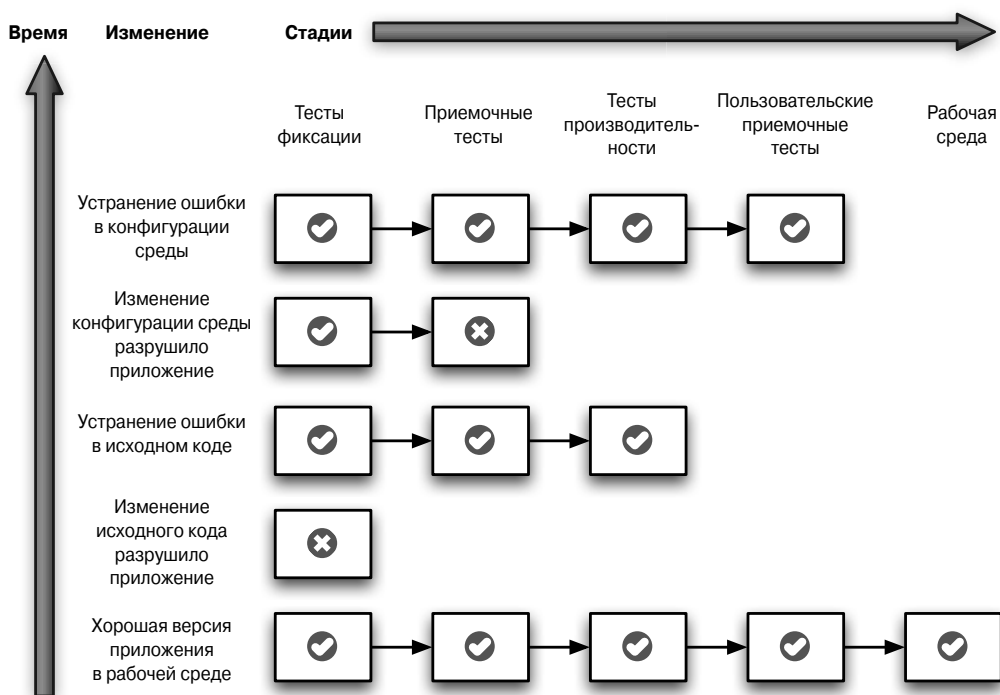 Время
Изменение
Стадии
Тесты
фиксации
Приемочные
тесты
Тесты
производитель-
ности
Пользовательские
приемочные
тесты
Рабочая
среда
Устранение ошибки
в конфигурации
среды
Изменение
конфигурации среды
разрушило
приложение
Устранение ошибки
в исходном коде
Изменение
исходного кода
разрушило
приложение
Хорошая версия
приложения
в рабочей среде